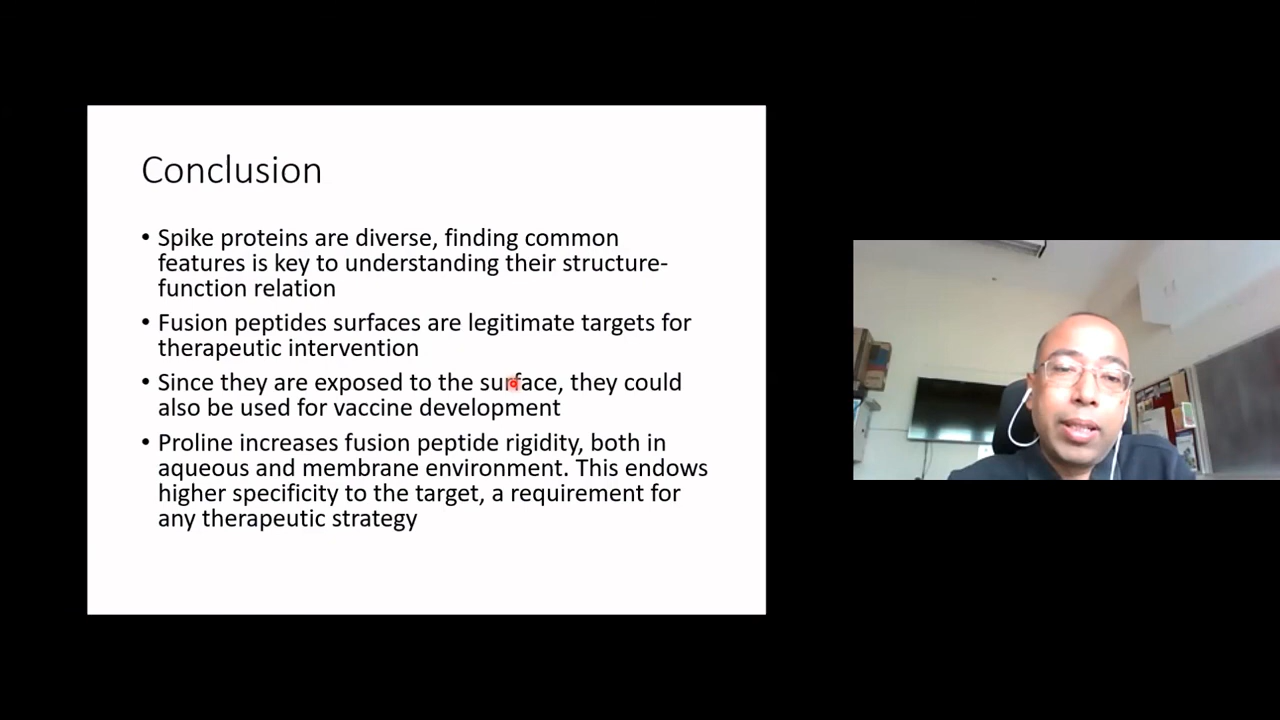 Conclusion
• Spike proteins are diverse, finding common
features is key to understanding their structure-
function relation
• Fusion peptides surfaces are legitimate targets for
therapeutic intervention
• Since they are exposed to the surface, they could
also be used for vaccine development
• Proline increases fusion peptide rigidity, both in
aqueous and membrane environment. This endows
higher specificity to the target, a requirement for
any therapeutic strategy